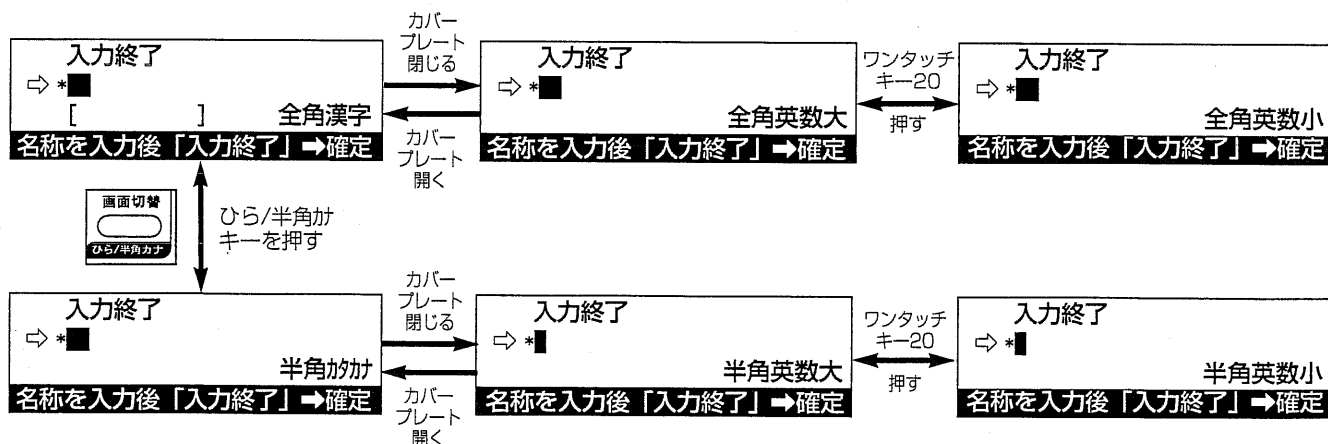 カバー
プレート
閉じる
入力終了
⇨ *■
[ ] 全角漢字
名称を入力後「入力終了」➡確定
カバー
プレート
開く
入力終了
⇨ *■
全角英数大
名称を入力後「入力終了」➡確定
ワンタッチ
キー20
押す
入力終了
⇨ *■
全角英数小
名称を入力後「入力終了」➡確定
画面切替
ひら/半角カナ
ひら/半角ｶﾅ
キーを押す
入力終了
⇨ *■
半角ｶﾀｶﾅ
名称を入力後「入力終了」➡確定
カバー
プレート
閉じる
カバー
プレート
開く
入力終了
⇨ *▮
半角英数大
名称を入力後「入力終了」➡確定
ワンタッチ
キー20
押す
入力終了
⇨ *▮
半角英数小
名称を入力後「入力終了」➡確定